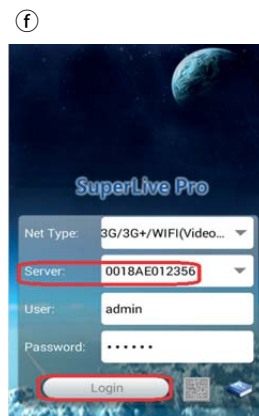 f
SuperLive Pro
Net Type: 3G/3G+/WIFI(Video...
Server: 0018AE012356
User: admin
Password: ••••••
Login